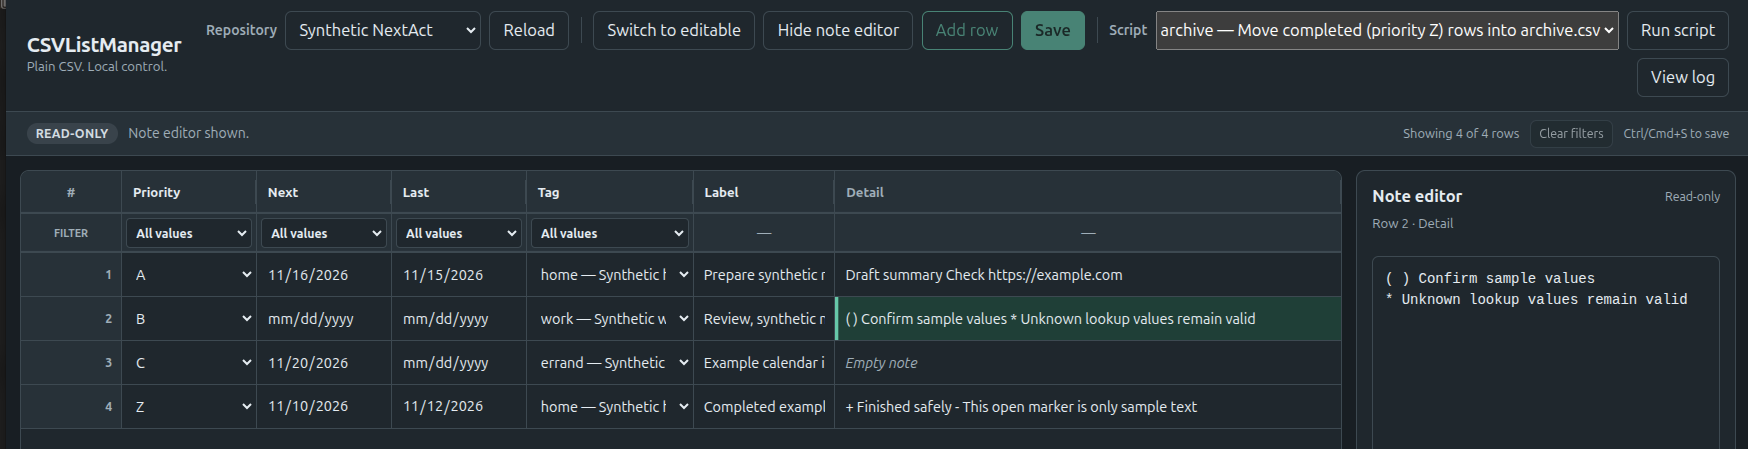 CSVListManager
Plain CSV. Local control.
Repository Synthetic NextAct Reload Switch to editable Hide note editor Add row Save Script archive — Move completed (priority Z) rows into archive.csv Run script
View log
READ-ONLY Note editor shown. Showing 4 of 4 rows Clear filters Ctrl/Cmd+S to save
# Priority Next Last Tag Label Detail
FILTER All values All values All values All values — —
1 A 11/16/2026 11/15/2026 home — Synthetic Prepare synthetic Draft summary Check https://example.com
2 B mm/dd/yyyy mm/dd/yyyy work — Synthetic Review, synthetic ( ) Confirm sample values * Unknown lookup values remain valid
3 C 11/20/2026 mm/dd/yyyy errand — Synthetic Example calendar Empty note
4 Z 11/10/2026 11/12/2026 home — Synthetic Completed exampl + Finished safely - This open marker is only sample text
Note editor Read-only
Row 2 · Detail
( ) Confirm sample values
* Unknown lookup values remain valid